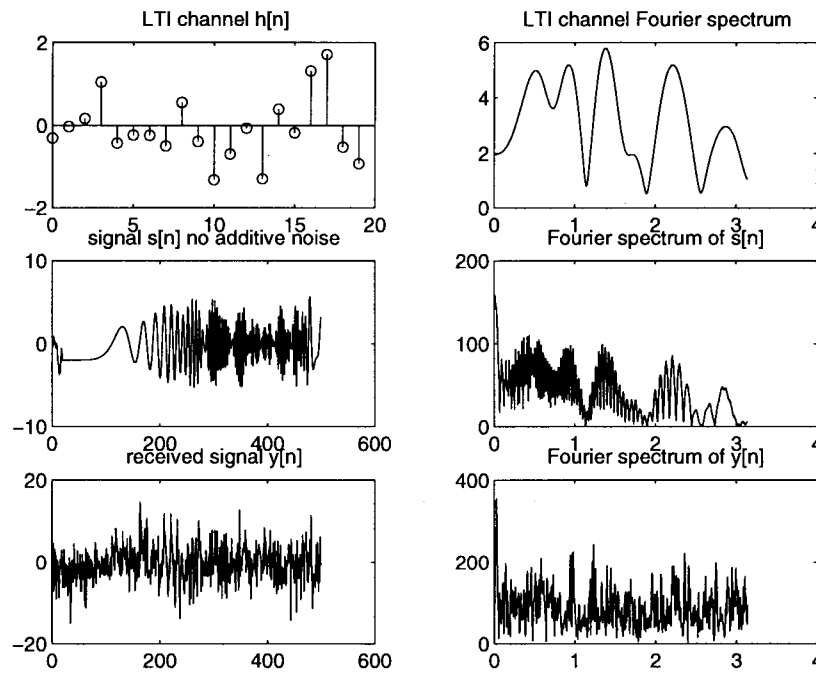 LTI channel h[n]
2
0
−2
0 5 10 15 20
LTI channel Fourier spectrum
6
4
2
0
0 1 2 3 4
signal s[n] no additive noise
10
0
−10
0 200 400 600
Fourier spectrum of s[n]
200
100
0
0 1 2 3 4
received signal y[n]
20
0
−20
0 200 400 600
Fourier spectrum of y[n]
400
200
0
0 1 2 3 4